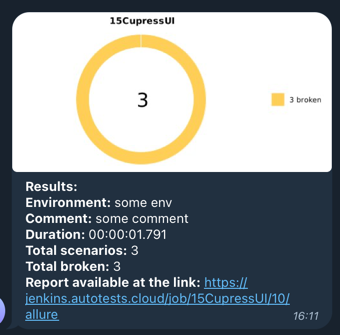 15CupressUI
3
3 broken
Results:
Environment: some env
Comment: some comment
Duration: 00:00:01.791
Total scenarios: 3
Total broken: 3
Report available at the link: https://
jenkins.autotests.cloud/job/15CupressUI/10/
allure
16:11